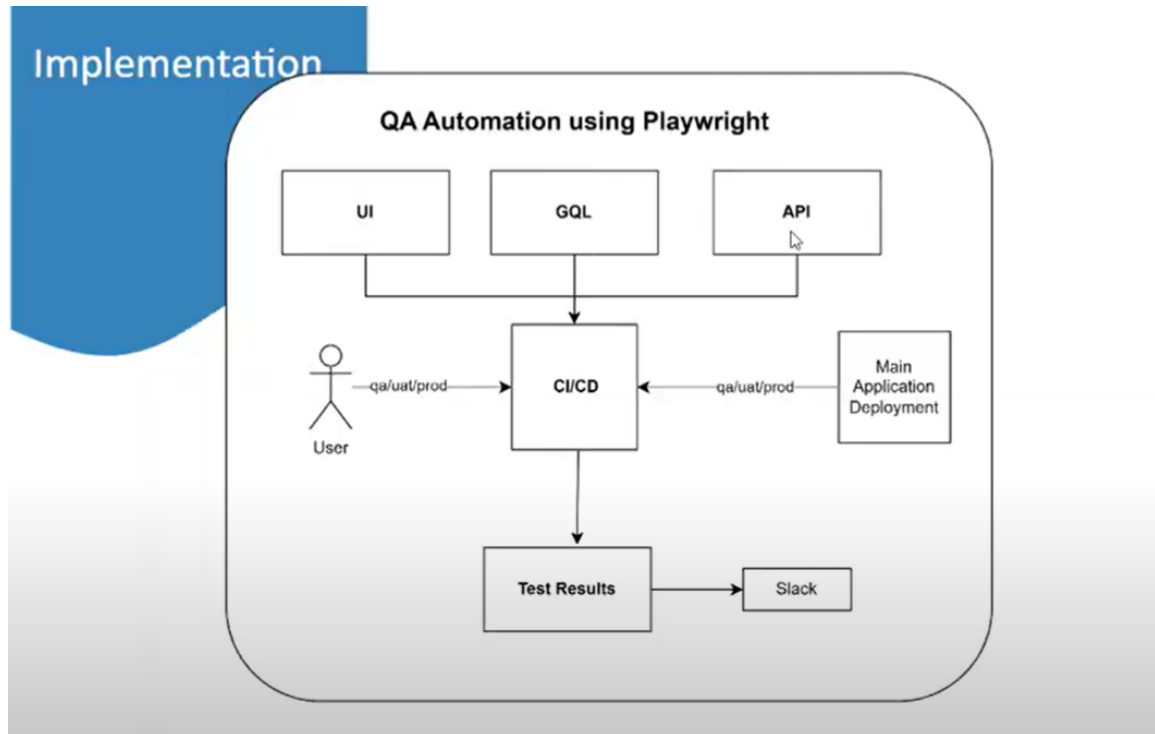 Implementation
QA Automation using Playwright
UI
GQL
API
qa/uat/prod
CI/CD
qa/uat/prod
Main
Application
Deployment
User
Test Results
Slack